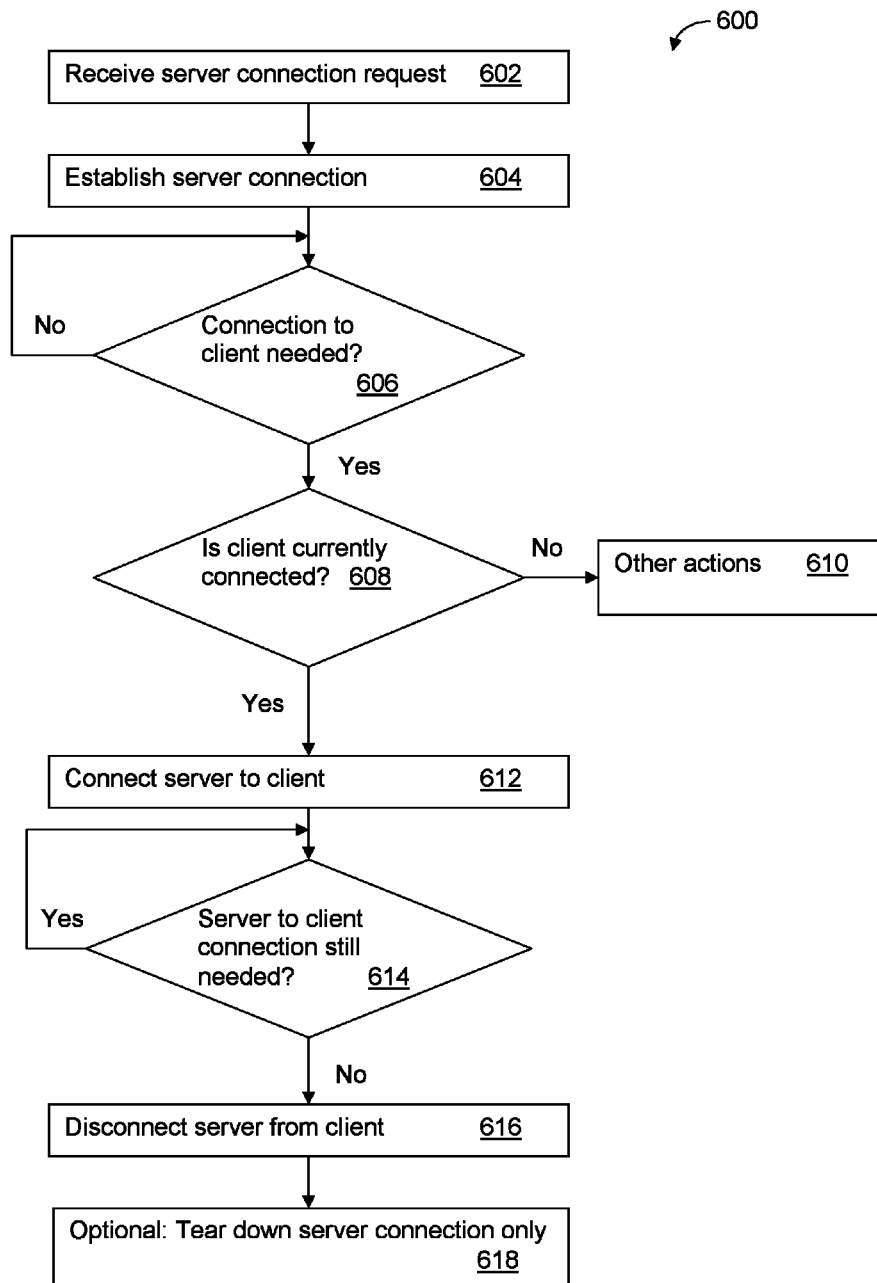 600
Receive server connection request 602
Establish server connection 604
No
Connection to
client needed?
606
Yes
Is client currently
connected? 608
No
Other actions 610
Yes
Connect server to client 612
Yes
Server to client
connection still
needed? 614
No
Disconnect server from client 616
Optional: Tear down server connection only
618